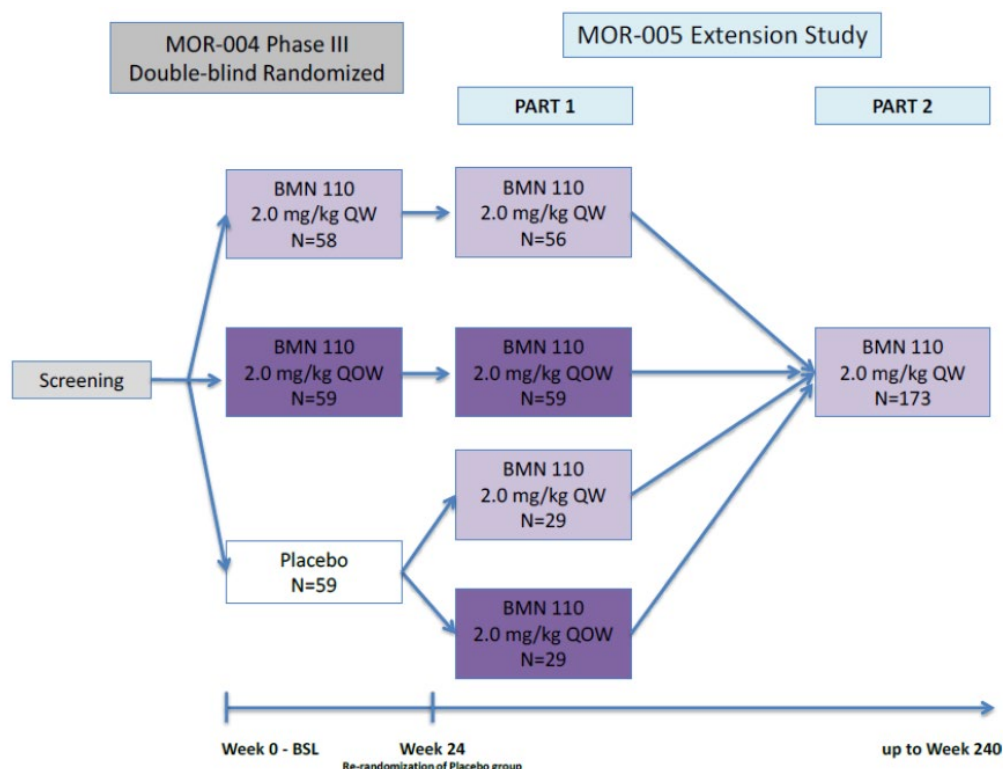 MOR-004 Phase III
Double-blind Randomized
MOR-005 Extension Study
PART 1
PART 2
BMN 110
2.0 mg/kg QW
N=58
BMN 110
2.0 mg/kg QW
N=56
Screening
BMN 110
2.0 mg/kg QOW
N=59
BMN 110
2.0 mg/kg QOW
N=59
BMN 110
2.0 mg/kg QW
N=173
BMN 110
2.0 mg/kg QW
N=29
Placebo
N=59
BMN 110
2.0 mg/kg QOW
N=29
Week 0 - BSL
Week 24
Re-randomization of Placebo group
up to Week 240